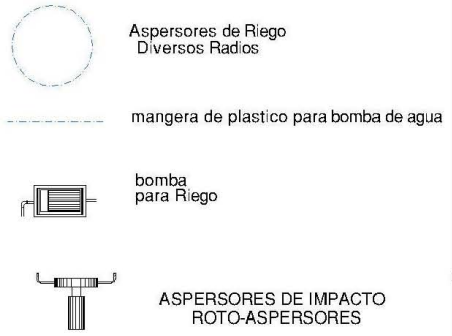 Aspersores de Riego
Diversos Radios
mangera de plastico para bomba de agua
bomba
para Riego
ASPERSORES DE IMPACTO
ROTO-ASPERSORES